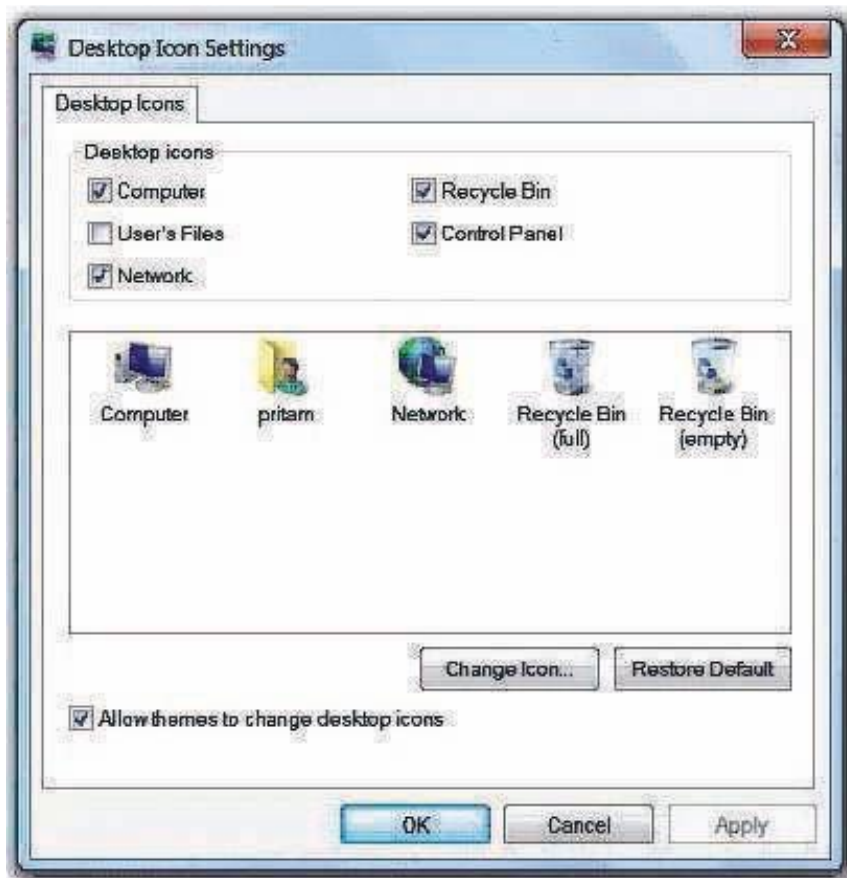 Desktop Icon Settings
Desktop Icons
Desktop icons
Computer
Recycle Bin
User's Files
Control Panel
Network
Computer
pritam
Network
Recycle Bin (full)
Recycle Bin (empty)
Change Icon...
Restore Default
Allow themes to change desktop icons
OK
Cancel
Apply